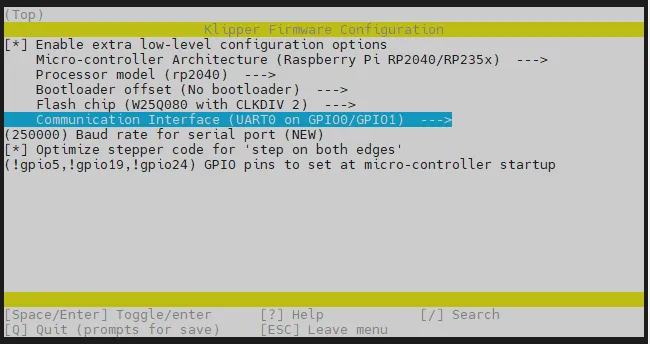 (Top)
Klipper Firmware Configuration
[*] Enable extra low-level configuration options
Micro-controller Architecture (Raspberry Pi RP2040/RP235x)  --->
Processor model (rp2040)  --->
Bootloader offset (No bootloader)  --->
Flash chip (W25Q080 with CLKDIV 2)  --->
Communication Interface (UART0 on GPIO0/GPIO1)  --->
(250000) Baud rate for serial port (NEW)
[*] Optimize stepper code for 'step on both edges'
(!gpio5,!gpio19,!gpio24) GPIO pins to set at micro-controller startup
[Space/Enter] Toggle/enter [?] Help [/] Search
[Q] Quit (prompts for save) [ESC] Leave menu